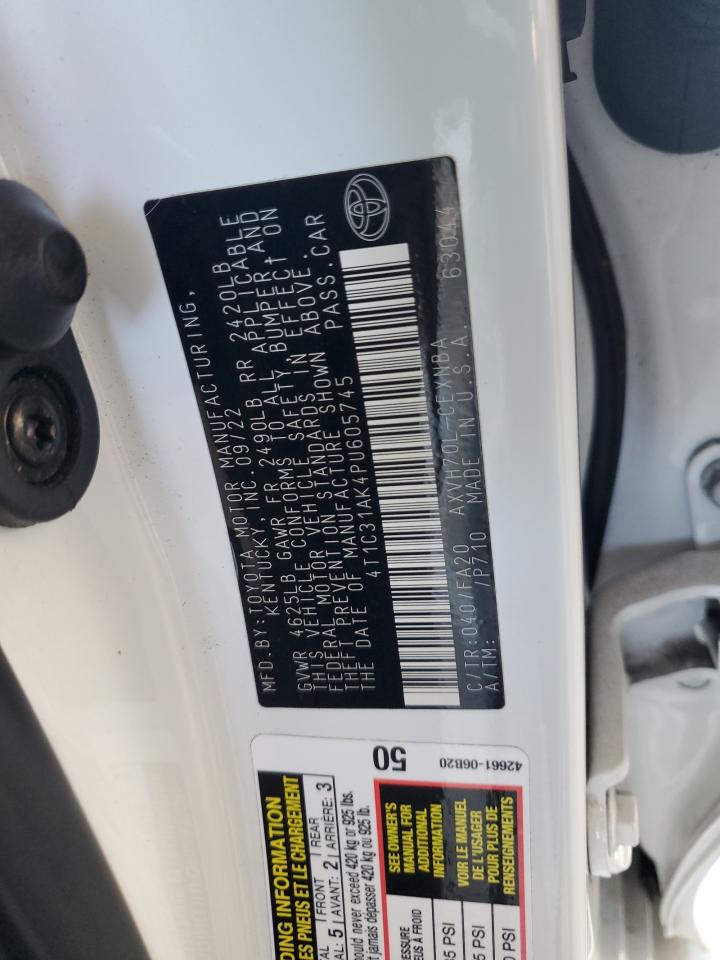 MFD. BY: TOYOTA MOTOR MANUFACTURING,
KENTUCKY, INC. 09/22
GVWR 4625LB GAWR FR 2490LB RR 2420LB
THIS VEHICLE CONFORMS TO ALL APPLICABLE
FEDERAL MOTOR VEHICLE SAFETY, BUMPER AND
THEFT PREVENTION STANDARDS IN EFFECT ON
THE DATE OF MANUFACTURE SHOWN ABOVE.
4T1C31AK4PU605745 PASS.CAR
C/TR:040/FA20 AXVH70L-CEXNBA 63044
A/TM: /P710 MADE IN U.S.A.
DING INFORMATION
LES PNEUS ET LE CHARGEMENT
FRONT REAR
AL: 5 AVANT: 2 ARRIÈRE: 3
should never exceed 420 kg or 925 lbs.
t jamais dépasser 420 kg ou 925 lb.
50
42661-06B20
SEE OWNER'S
MANUAL FOR
ADDITIONAL
INFORMATION
VOIR LE MANUEL
DE L'USAGER
POUR PLUS DE
RENSEIGNEMENTS
PSI
PSI
PSI